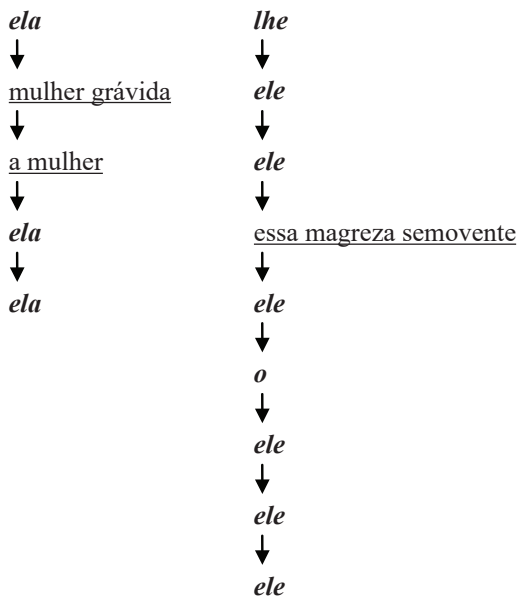 ela
mulher grávida
a mulher
ela
ela
lhe
ele
ele
essa magreza semovente
ele
o
ele
ele
ele